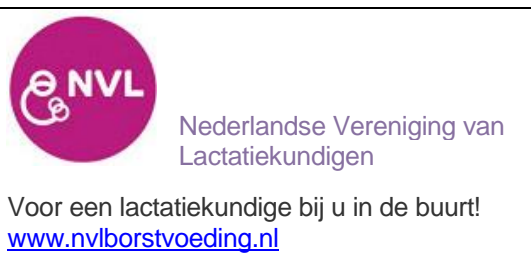 NVL
Nederlandse Vereniging van
Lactatiekundigen
Voor een lactatiekundige bij u in de buurt!
www.nvlborstvoeding.nl